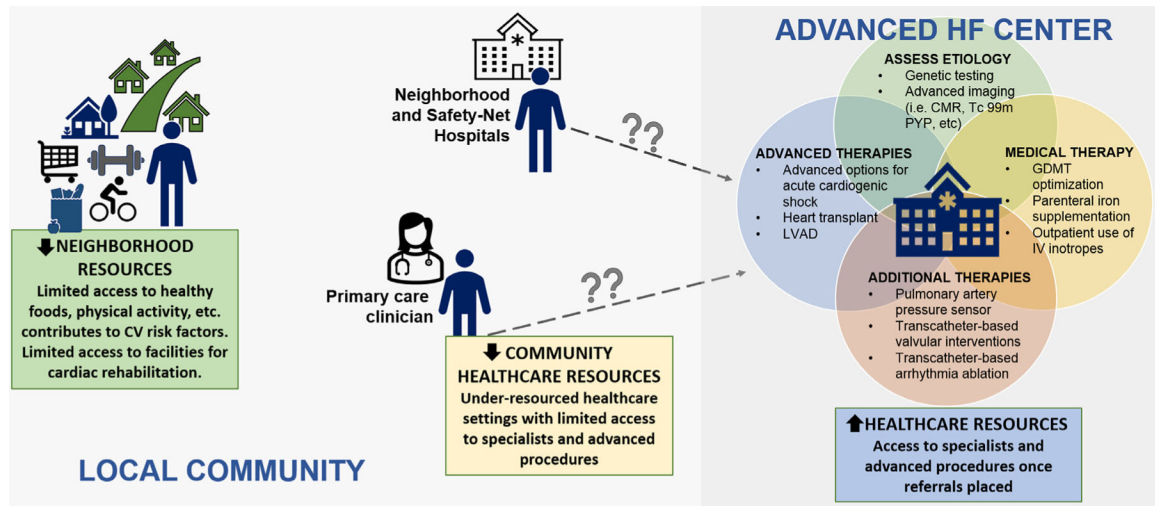 ADVANCED HF CENTER
Neighborhood
and Safety-Net
Hospitals
??
Primary care
clinician
??
↓NEIGHBORHOOD
RESOURCES
Limited access to healthy
foods, physical activity, etc.
contributes to CV risk factors.
Limited access to facilities for
cardiac rehabilitation.
↓ COMMUNITY
HEALTHCARE RESOURCES
Under-resourced healthcare
settings with limited access
to specialists and advanced
procedures
LOCAL COMMUNITY
ASSESS ETIOLOGY
• Genetic testing
• Advanced imaging
(i.e. CMR, Tc 99m
PYP, etc)
ADVANCED THERAPIES
• Advanced options for
acute cardiogenic
shock
• Heart transplant
• LVAD
MEDICAL THERAPY
• GDMT
optimization
• Parenteral iron
supplementation
• Outpatient use of
IV inotropes
ADDITIONAL THERAPIES
• Pulmonary artery
pressure sensor
• Transcatheter-based
valvular interventions
• Transcatheter-based
arrhythmia ablation
↑HEALTHCARE RESOURCES
Access to specialists and
advanced procedures once
referrals placed